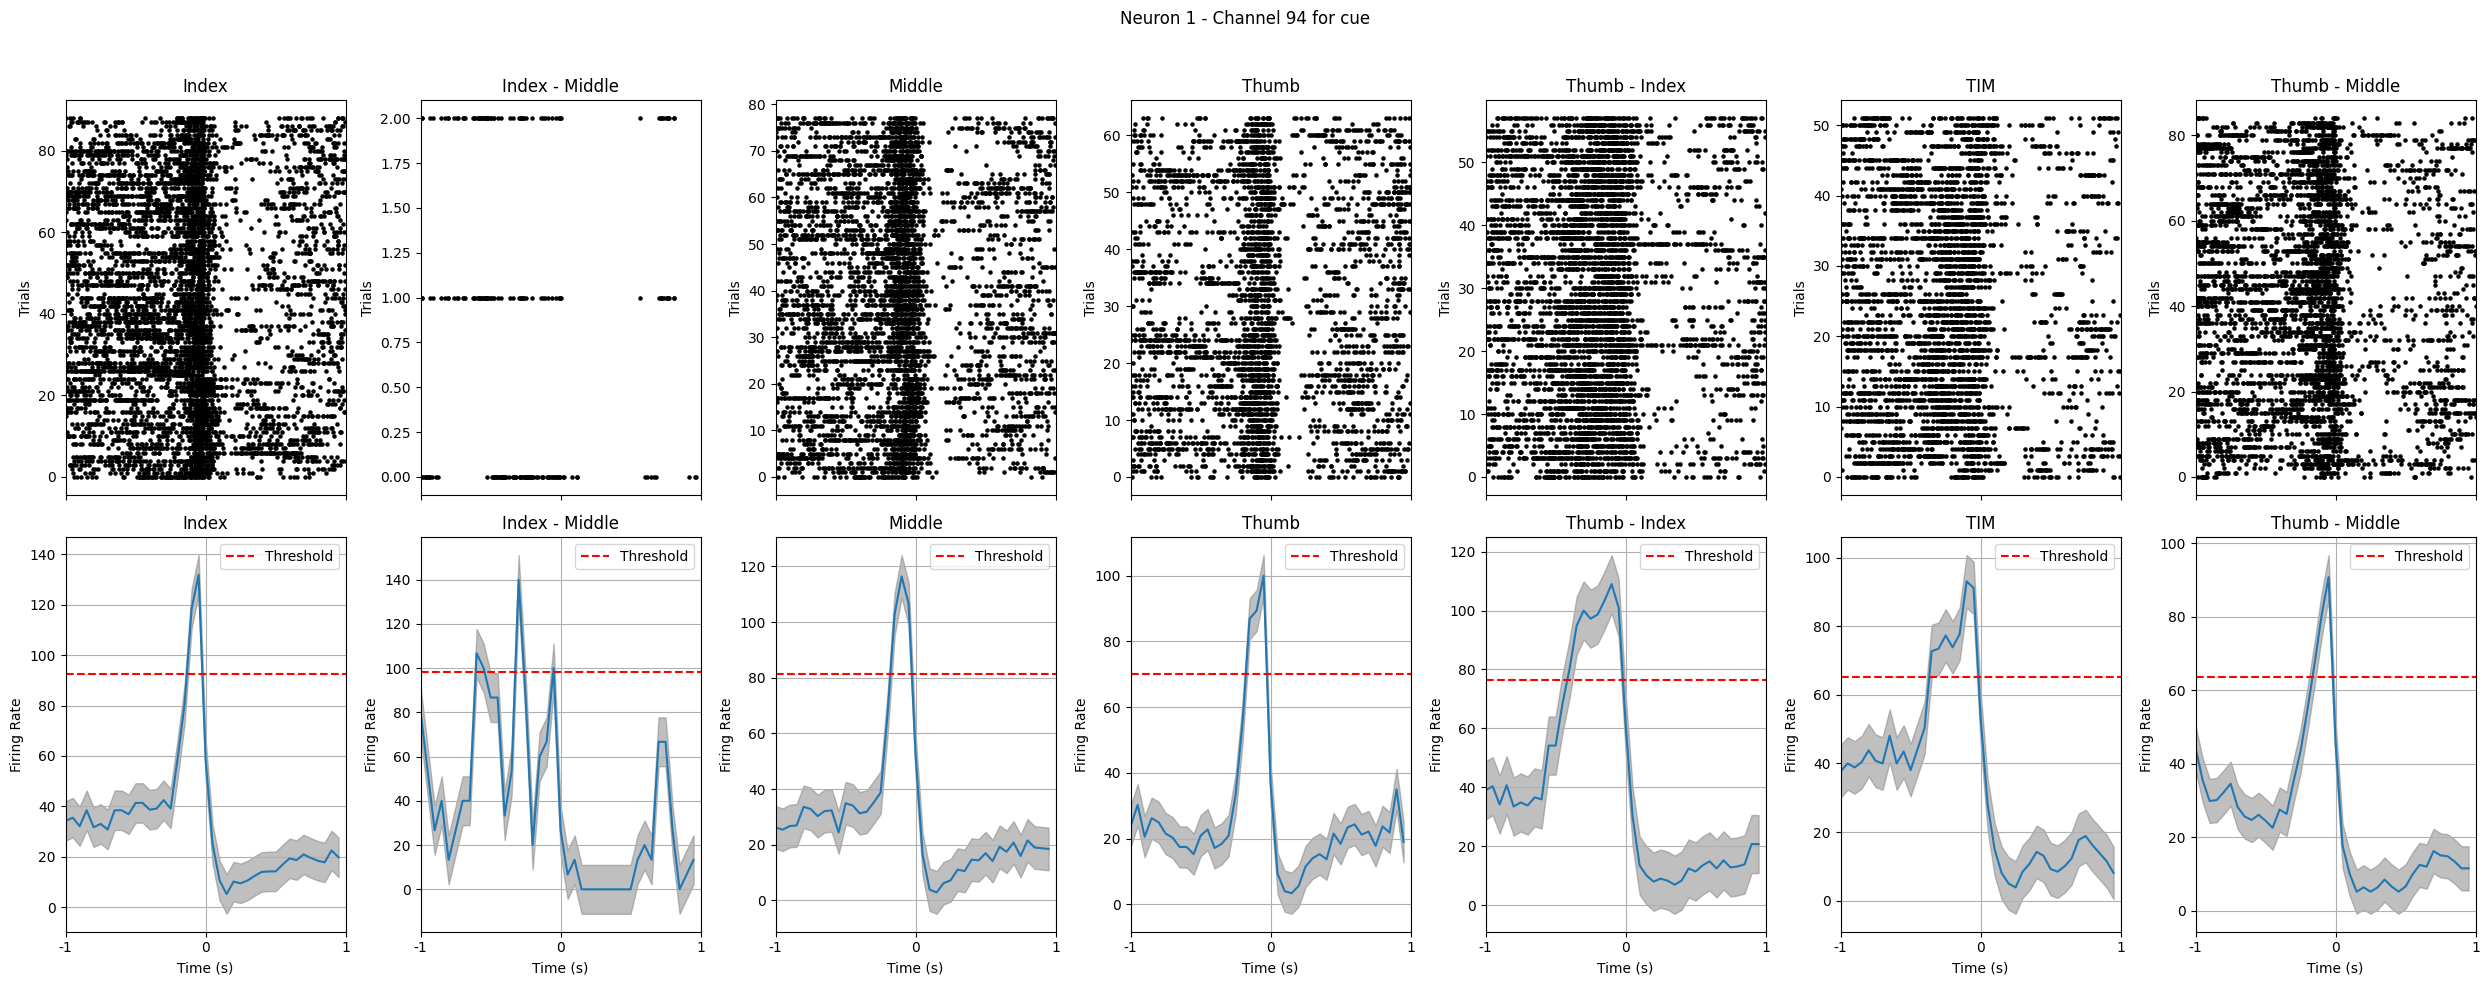 Neuron 1 - Channel 94 for cue
Index
Index - Middle
Middle
Thumb
Thumb - Index
TIM
Thumb - Middle
Trials
0
20
40
60
80
Trials
0.00
0.25
0.50
0.75
1.00
1.25
1.50
1.75
2.00
Trials
0
10
20
30
40
50
60
70
80
Trials
0
10
20
30
40
50
60
Trials
0
10
20
30
40
50
Trials
0
10
20
30
40
50
Trials
0
20
40
60
80
Index
Threshold
Firing Rate
0
20
40
60
80
100
120
140
-1 0 1
Time (s)
Index - Middle
Threshold
Firing Rate
0
20
40
60
80
100
120
140
-1 0 1
Time (s)
Middle
Threshold
Firing Rate
0
20
40
60
80
100
120
-1 0 1
Time (s)
Thumb
Threshold
Firing Rate
0
20
40
60
80
100
-1 0 1
Time (s)
Thumb - Index
Threshold
Firing Rate
0
20
40
60
80
100
120
-1 0 1
Time (s)
TIM
Threshold
Firing Rate
0
20
40
60
80
100
-1 0 1
Time (s)
Thumb - Middle
Threshold
Firing Rate
0
20
40
60
80
100
-1 0 1
Time (s)